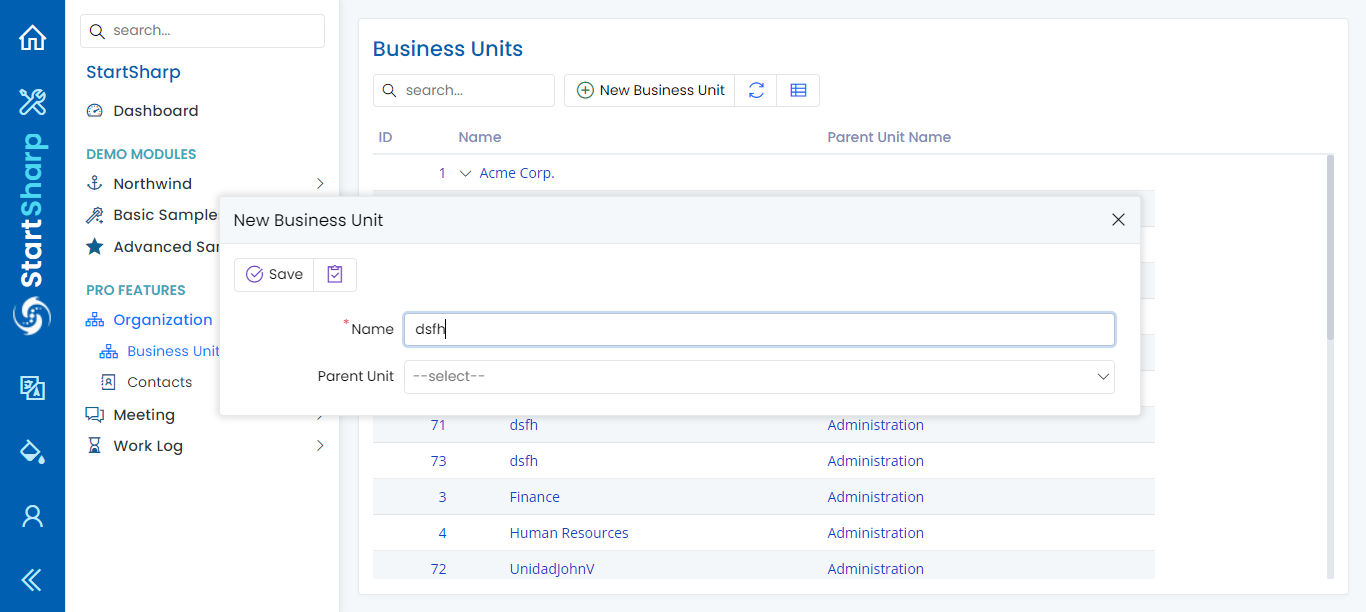 StartSharp
search...
StartSharp
Dashboard
DEMO MODULES
Northwind
Basic Sample
Advanced Sar
PRO FEATURES
Organization
Business Unit
Contacts
Meeting
Work Log
Business Units
search...
New Business Unit
ID Name Parent Unit Name
1 Acme Corp.
New Business Unit
Save
* Name dsfh
Parent Unit --select--
71 dsfh Administration
73 dsfh Administration
3 Finance Administration
4 Human Resources Administration
72 UnidadJohnV Administration